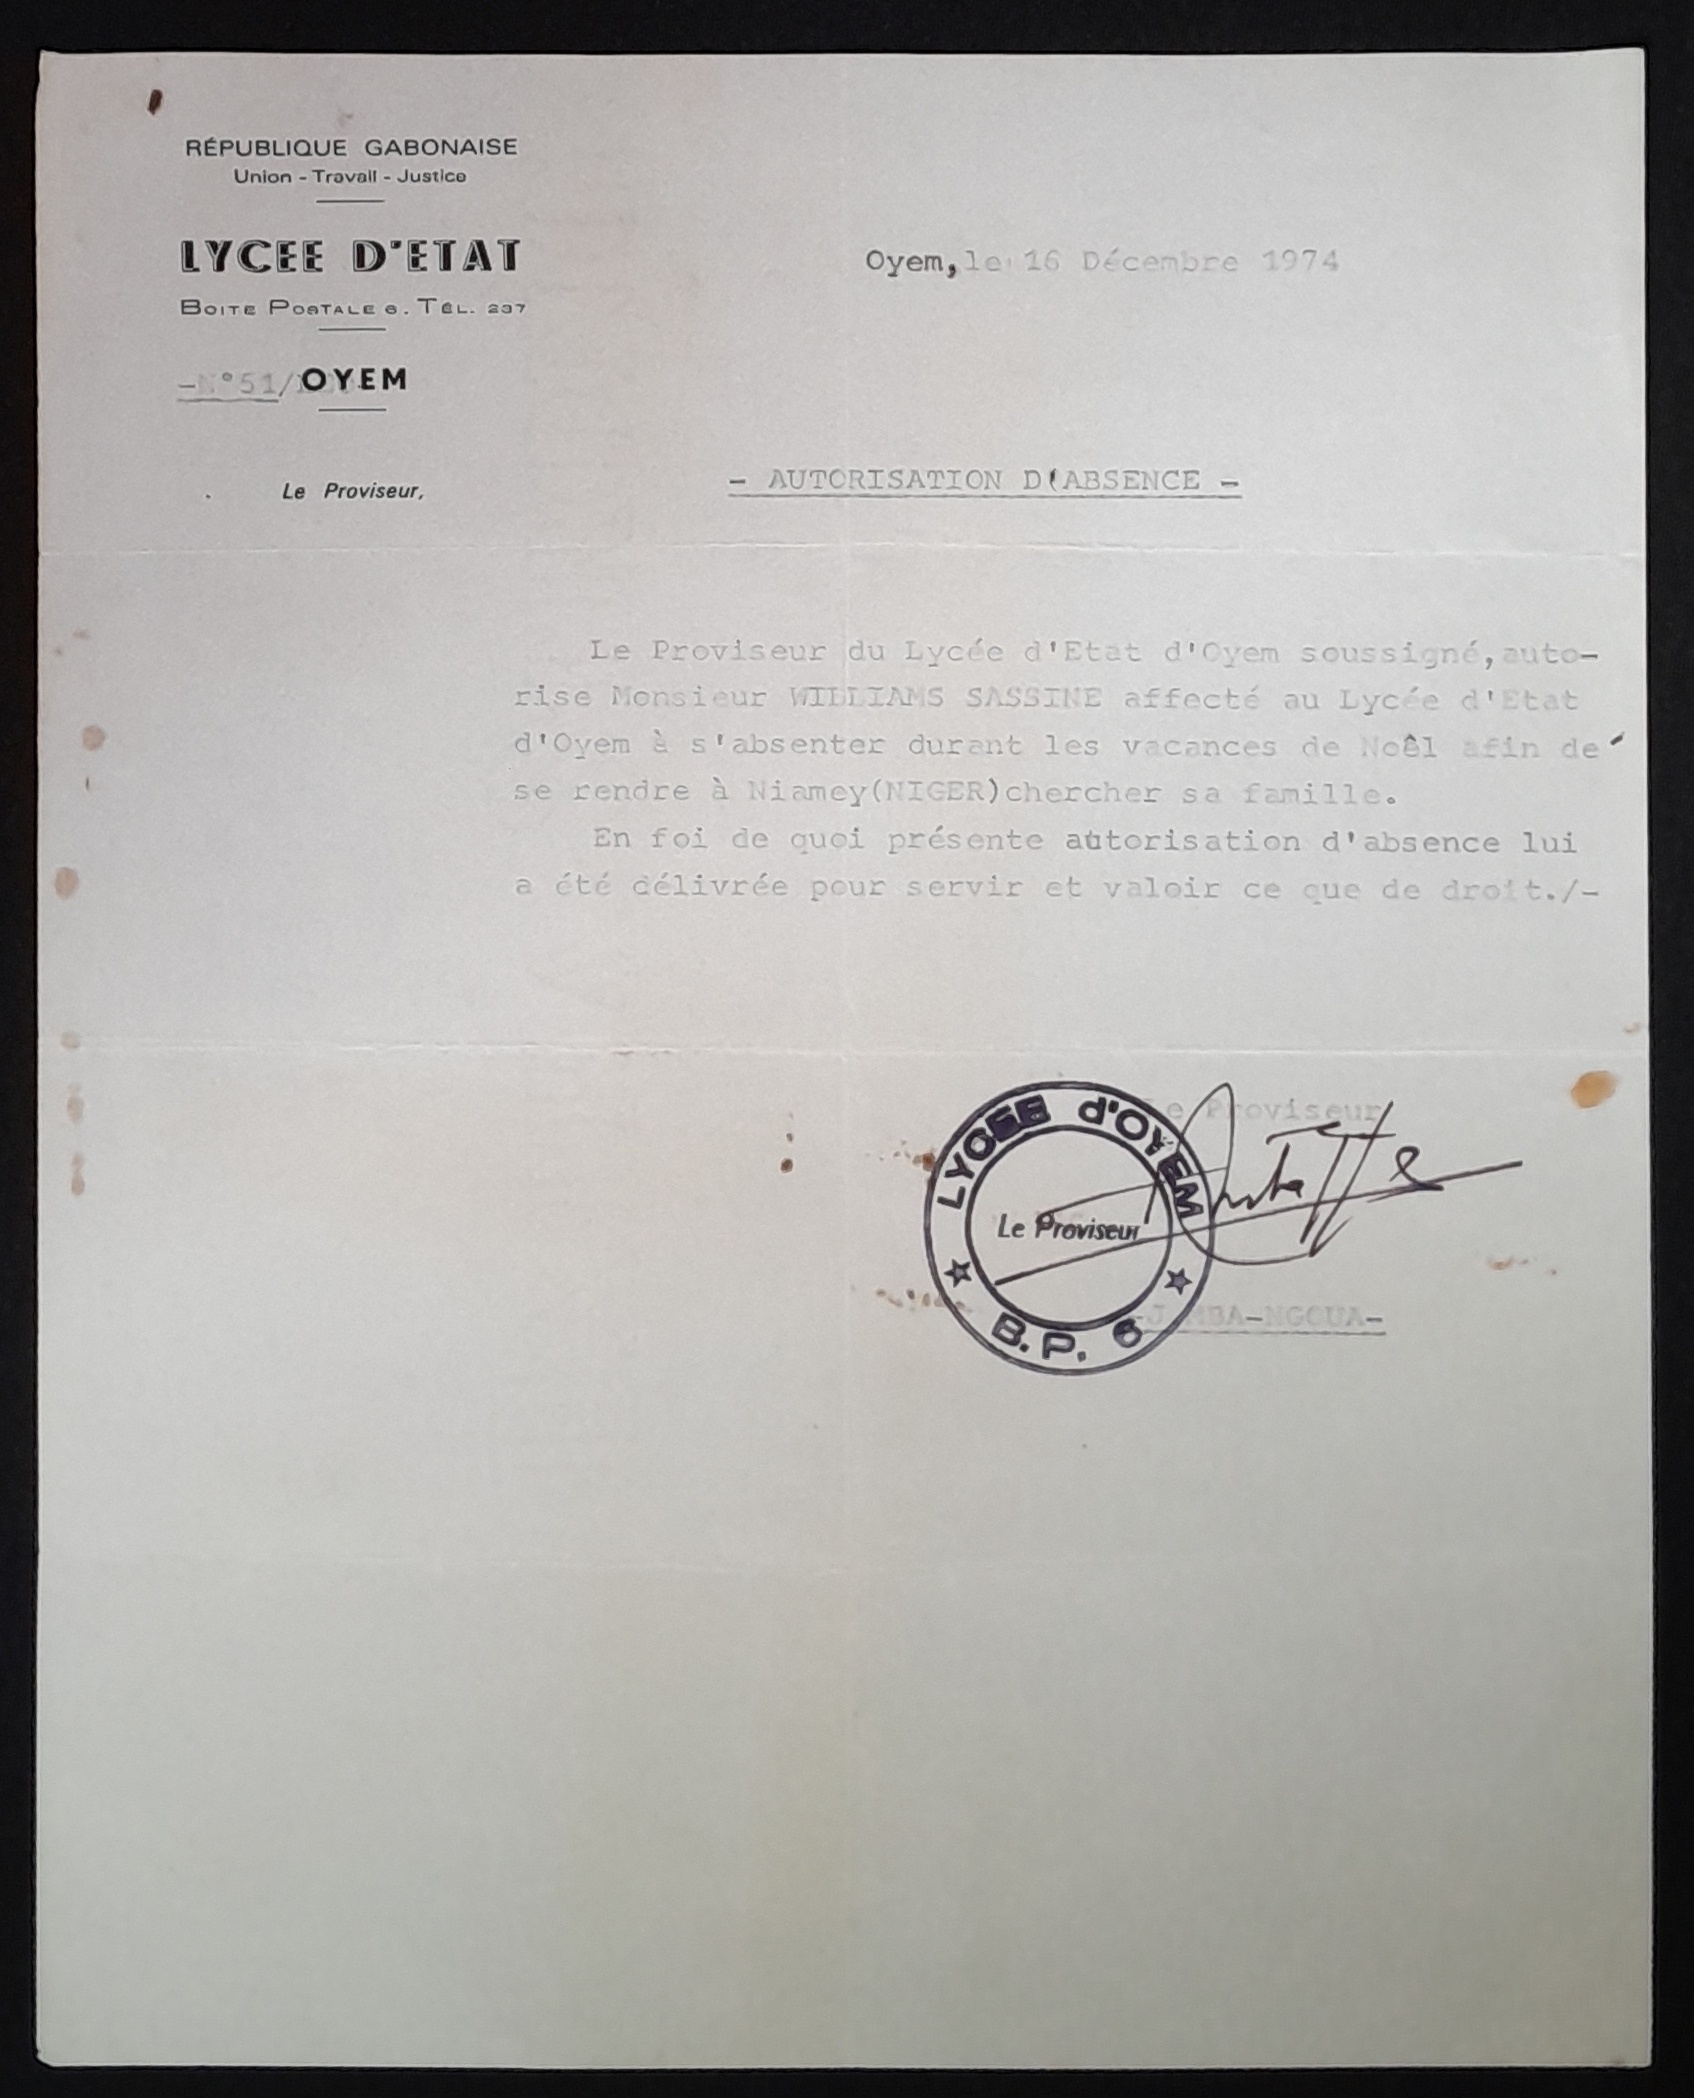 RÉPUBLIQUE GABONAISE
Union - Travail - Justice
LYCEE D'ETAT
BOITE POSTALE 6. TÉL. 237
-N°51/OYEM
Oyem, le 16 Décembre 1974
Le Proviseur,
- AUTORISATION D'ABSENCE -
Le Proviseur du Lycée d'Etat d'Oyem soussigné, auto-
rise Monsieur WILLIAMS SASSINE affecté au Lycée d'Etat
d'Oyem à s'absenter durant les vacances de Noêl afin de
se rendre à Niamey(NIGER)chercher sa famille.
En foi de quoi présente autorisation d'absence lui
a été délivrée pour servir et valoir ce que de droit./-
Le Proviseur
LYCEE d'OYEM
Le Proviseur
B.P. 6
-J.MBA-NGOUA-